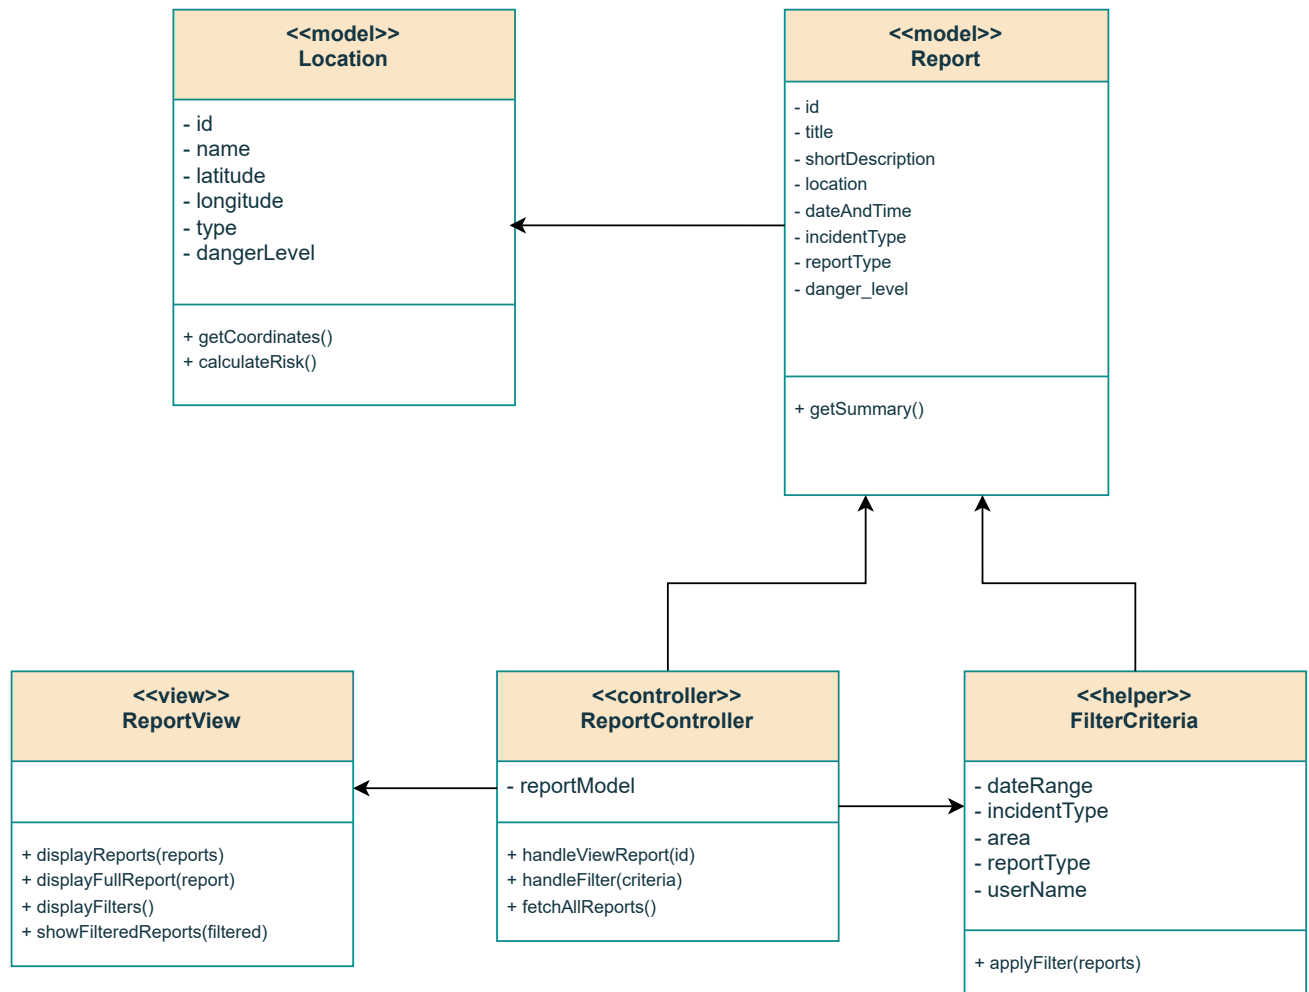 <<model>>
Location
- id
- name
- latitude
- longitude
- type
- dangerLevel
+ getCoordinates()
+ calculateRisk()
<<model>>
Report
- id
- title
- shortDescription
- location
- dateAndTime
- incidentType
- reportType
- danger_level
+ getSummary()
<<view>>
ReportView
+ displayReports(reports)
+ displayFullReport(report)
+ displayFilters()
+ showFilteredReports(filtered)
<<controller>>
ReportController
- reportModel
+ handleViewReport(id)
+ handleFilter(criteria)
+ fetchAllReports()
<<helper>>
FilterCriteria
- dateRange
- incidentType
- area
- reportType
- userName
+ applyFilter(reports)